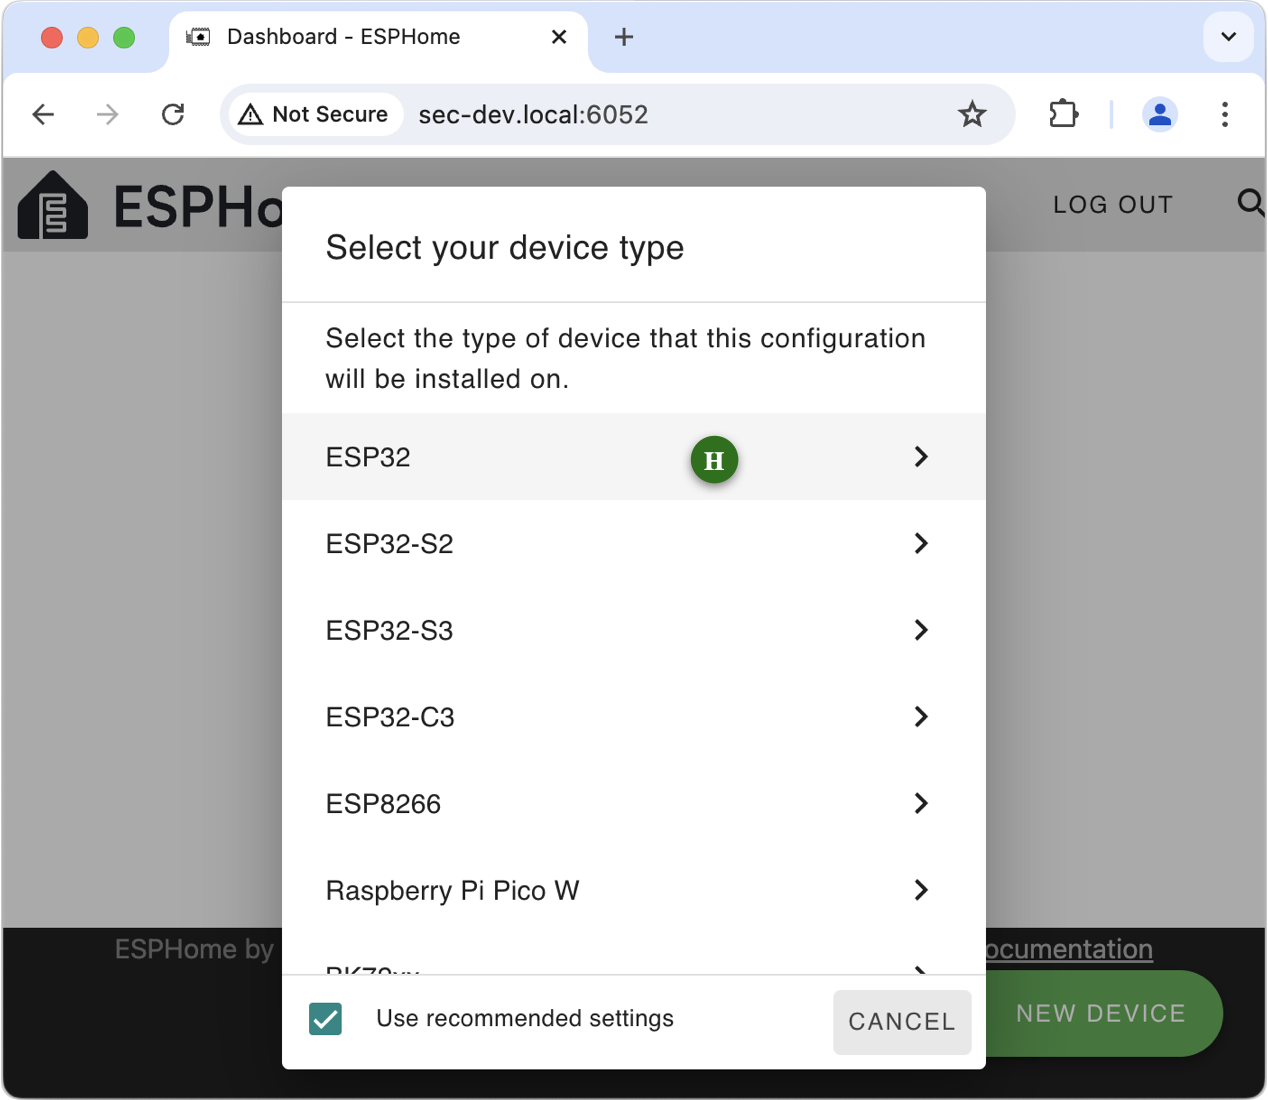 Dashboard - ESPHome
Not Secure
sec-dev.local:6052
ESPHo
LOG OUT
Select your device type
Select the type of device that this configuration
will be installed on.
ESP32
H
ESP32-S2
ESP32-S3
ESP32-C3
ESP8266
Raspberry Pi Pico W
ESPHome by
ocumentation
NEW DEVICE
Use recommended settings
CANCEL